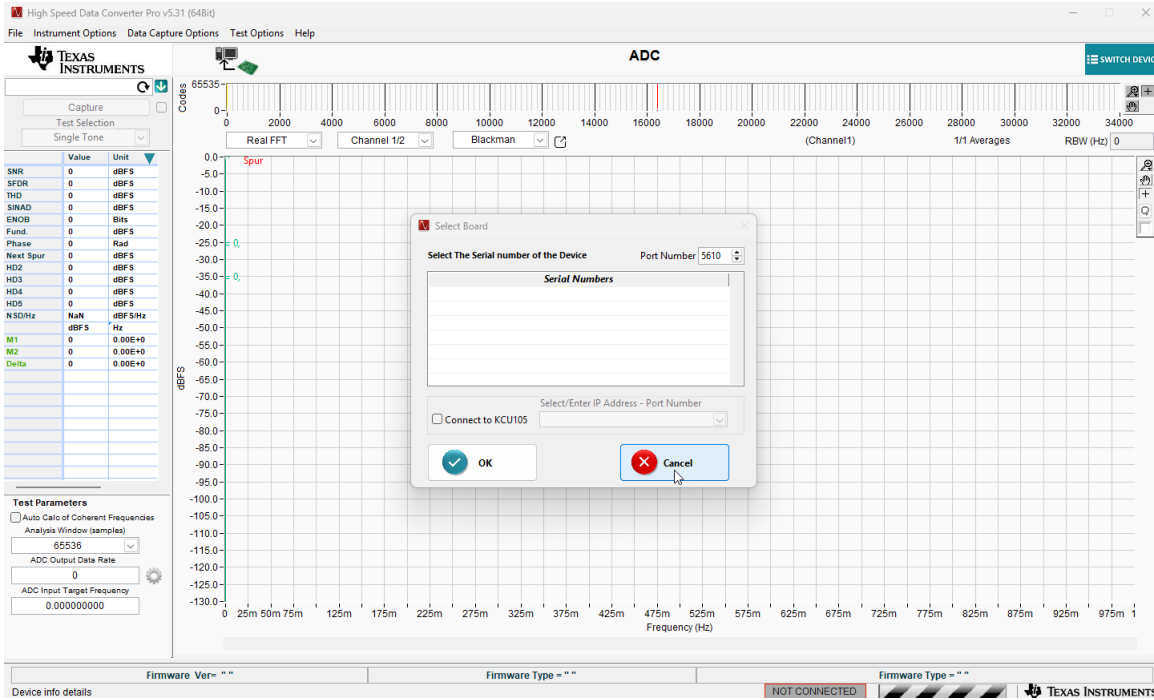 High Speed Data Converter Pro v5.31 (64Bit)
File Instrument Options Data Capture Options Test Options Help
TEXAS INSTRUMENTS
ADC
SWITCH DEVIC
Capture
Test Selection
Single Tone
Codes
65535
0
0 2000 4000 6000 8000 10000 12000 14000 16000 18000 20000 22000 24000 26000 28000 30000 32000 34000
Real FFT Channel 1/2 Blackman (Channel1) 1/1 Averages RBW (Hz) 0
Value Unit
SNR 0 dBFS
SFDR 0 dBFS
THD 0 dBFS
SINAD 0 dBFS
ENOB 0 Bits
Fund. 0 dBFS
Phase 0 Rad
Next Spur 0 dBFS
HD2 0 dBFS
HD3 0 dBFS
HD4 0 dBFS
HD5 0 dBFS
NSD/Hz NaN dBFS/Hz
dBFS Hz
M1 0 0.00E+0
M2 0 0.00E+0
Delta 0 0.00E+0
Test Parameters
Auto Calc of Coherent Frequencies
Analysis Window (samples)
65536
ADC Output Data Rate
0
ADC Input Target Frequency
0.000000000
dBFS
Spur
0.0
-5.0
-10.0
-15.0
-20.0
-25.0 = 0,
-30.0
-35.0 = 0,
-40.0
-45.0
-50.0
-55.0
-60.0
-65.0
-70.0
-75.0
-80.0
-85.0
-90.0
-95.0
-100.0
-105.0
-110.0
-115.0
-120.0
-125.0
-130.0
0 25m 50m 75m 125m 175m 225m 275m 325m 375m 425m 475m 525m 575m 625m 675m 725m 775m 825m 875m 925m 975m 1
Frequency (Hz)
Select Board
Select The Serial number of the Device Port Number 5610
Serial Numbers
Select/Enter IP Address - Port Number
Connect to KCU105
OK Cancel
Firmware Ver= " " Firmware Type = " " Firmware Type = " "
Device info details NOT CONNECTED TEXAS INSTRUMENTS